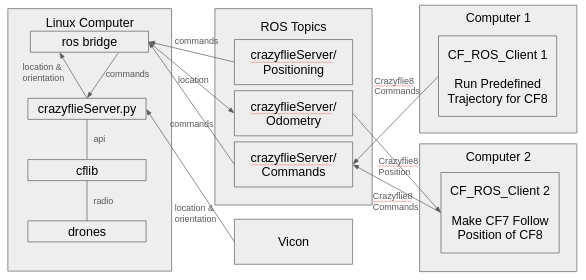 Linux Computer
ros bridge
location &
orientation
commands
crazyflieServer.py
api
cflib
radio
drones
commands
location
commands
location &
orientation
ROS Topics
crazyflieServer/
Positioning
crazyflieServer/
Odometry
crazyflieServer/
Commands
Vicon
Crazyflie8
Commands
Crazyflie8
Position
Crazyflie8
Commands
Computer 1
CF_ROS_Client 1
Run Predefined
Trajectory for CF8
Computer 2
CF_ROS_Client 2
Make CF7 Follow
Position of CF8